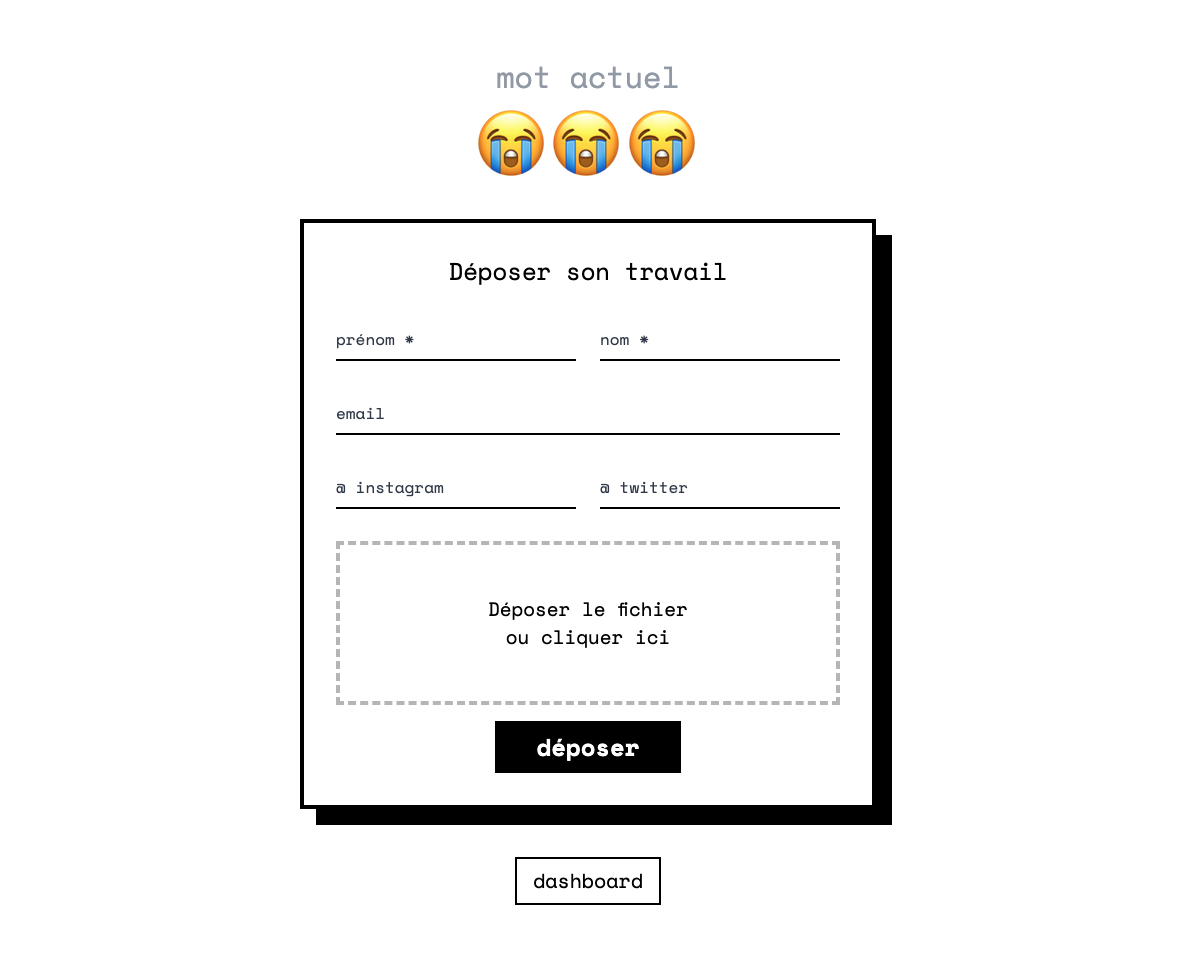 mot actuel
😭😭😭
Déposer son travail
prénom *
nom *
email
@ instagram
@ twitter
Déposer le fichier
ou cliquer ici
déposer
dashboard